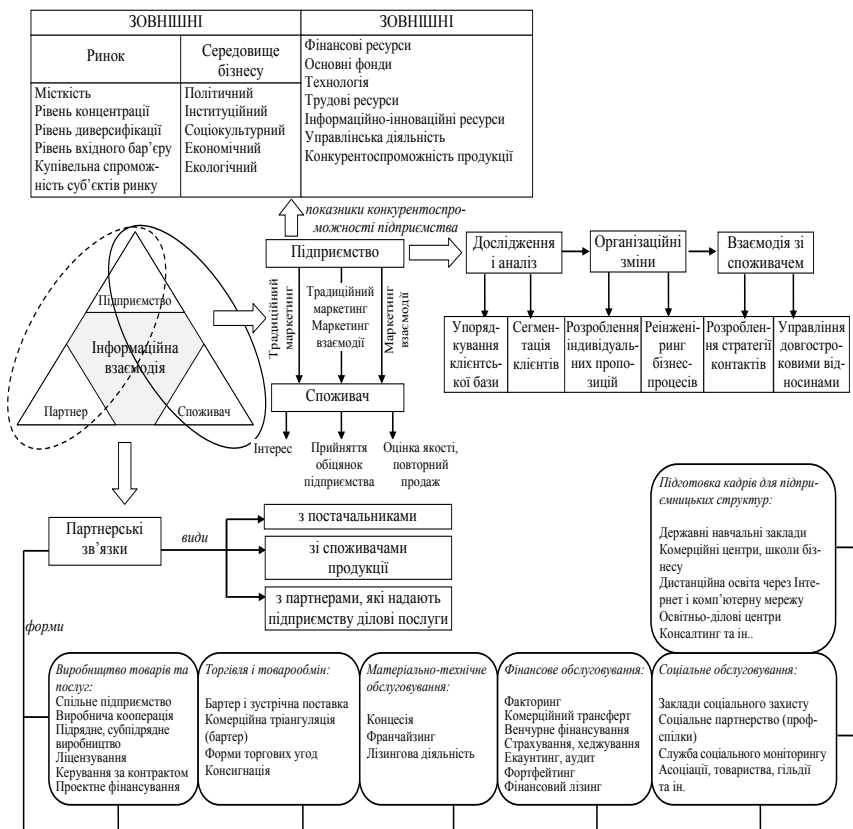 ЗОВНІШНІ
ЗОВНІШНІ
Ринок
Середовище
бізнесу
Місткість
Рівень концентрації
Рівень диверсифікації
Рівень вхідного бар’єру
Купівельна спромож-
ність суб’єктів ринку
Політичний
Інституційний
Соціокультурний
Економічний
Екологічний
Фінансові ресурси
Основні фонди
Технологія
Трудові ресурси
Інформаційно-інноваційні ресурси
Управлінська діяльність
Конкурентоспроможність продукції
показники конкурентоспро-
можності підприємства
Підприємство
Інформаційна
взаємодія
Партнер
Споживач
Підприємство
Традиційний
маркетинг
Традиційний
маркетинг
Маркетинг
взаємодії
Маркетинг
взаємодії
Споживач
Інтерес
Прийняття
обіцянок
підприємства
Оцінка якості,
повторний
продаж
Дослідження
і аналіз
Організаційні
зміни
Взаємодія зі
споживачем
Упоряд-
кування
клієнтсь-
кої бази
Сегмен-
тація
клієнтів
Розроблення
індивідуаль-
них пропо-
зицій
Реінжені-
ринг
бізнес-
процесів
Розроблен-
ня стратегії
контактів
Управління
довгостро-
ковими від-
носинами
Партнерські
зв’язки
види
з постачальниками
зі споживачами
продукції
з партнерами, які надають
підприємству ділові послуги
форми
Підготовка кадрів для підпри-
ємницьких структур:
Державні навчальні заклади
Комерційні центри, школи біз-
несу
Дистанційна освіта через Інтер-
нет і комп’ютерну мережу
Освітньо-ділові центри
Консалтинг та ін..
Виробництво товарів та
послуг:
Спільне підприємство
Виробнича кооперація
Підрядне, субпідрядне
виробництво
Ліцензування
Керування за контрактом
Проектне фінансування
Торгівля і товарообмін:
Бартер і зустрічна поставка
Комерційна тріангуляція
(бартер)
Форми торгових угод
Консигнація
Матеріально-технічне
обслуговування:
Концесія
Франчайзинг
Лізингова діяльність
Фінансове обслуговування:
Факторинг
Комерційний трансферт
Венчурне фінансування
Страхування, хеджування
Екаунтинг, аудит
Фортфейтинг
Фінансовий лізинг
Соціальне обслуговування:
Заклади соціального захисту
Соціальне партнерство (проф-
спілки)
Служба соціального моніторингу
Асоціації, товариства, гільдії
та ін.